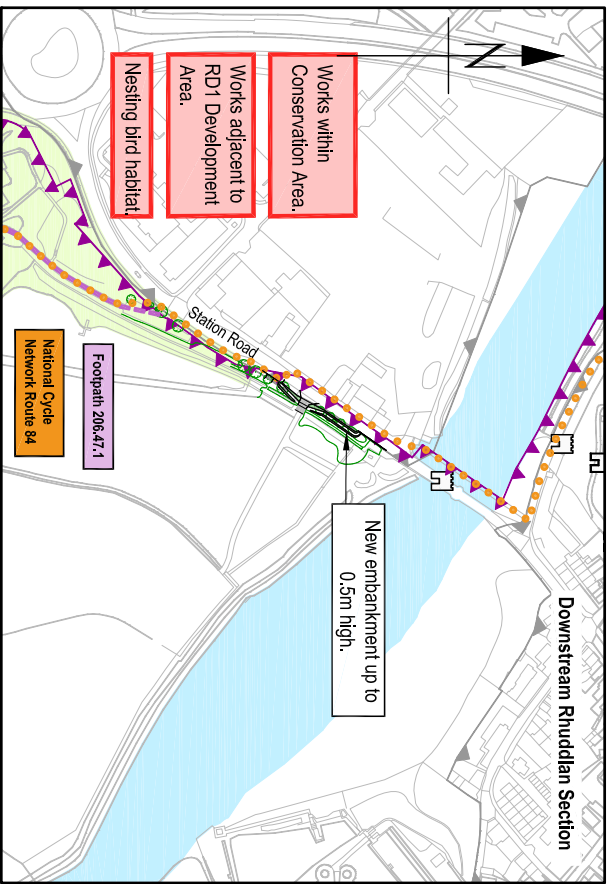 Downstream Rhuddlan Section
N
Works within
Conservation Area.
Works adjacent to
RD1 Development
Area.
Nesting bird habitat.
Station Road
New embankment up to
0.5m high.
Footpath 206.47.1
National Cycle
Network Route 84